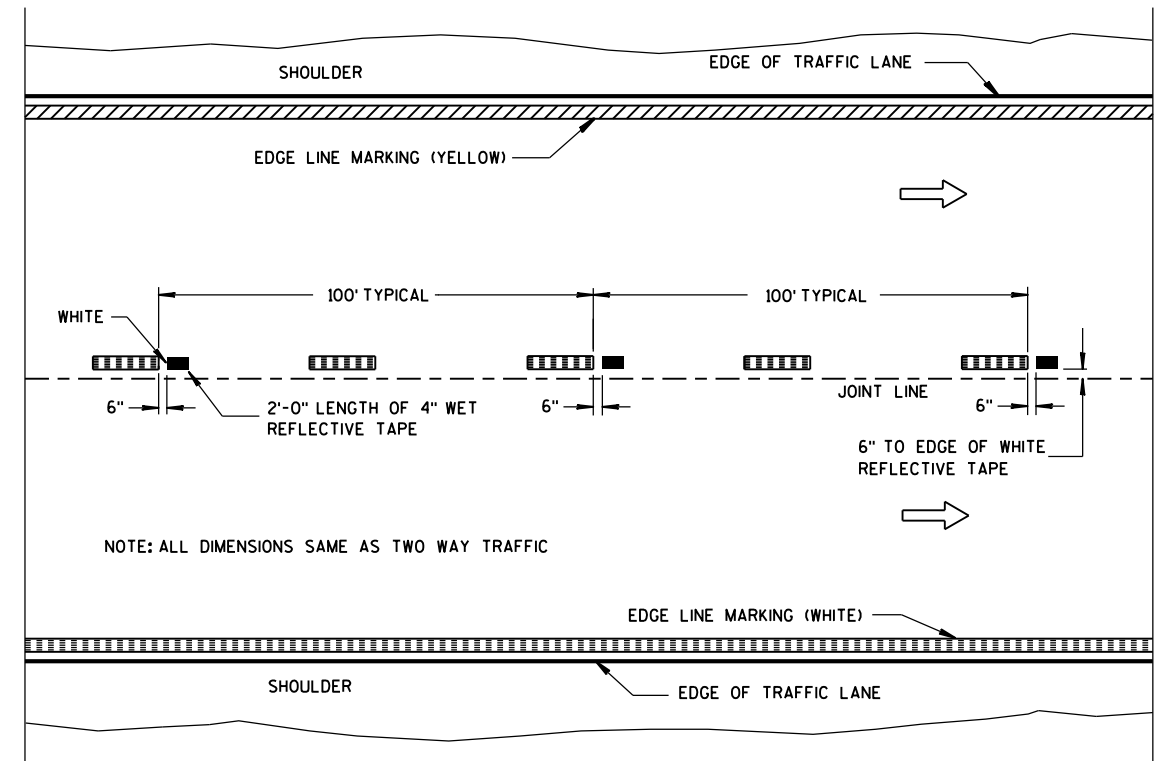 SHOULDER
EDGE OF TRAFFIC LANE
EDGE LINE MARKING (YELLOW)
100' TYPICAL
100' TYPICAL
WHITE
JOINT LINE
6"
2'-0" LENGTH OF 4" WET
REFLECTIVE TAPE
6"
6"
6" TO EDGE OF WHITE
REFLECTIVE TAPE
NOTE: ALL DIMENSIONS SAME AS TWO WAY TRAFFIC
EDGE LINE MARKING (WHITE)
SHOULDER
EDGE OF TRAFFIC LANE